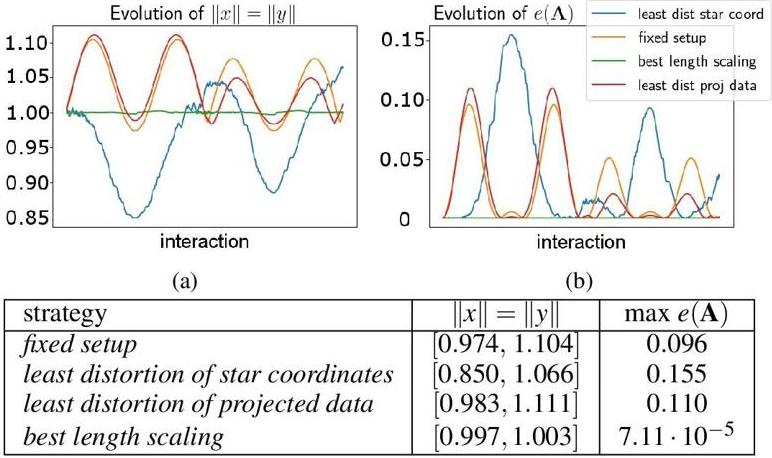 Evolution of ‖x‖ = ‖y‖
1.10
1.05
1.00
0.95
0.90
0.85
interaction
(a)
Evolution of e(Λ)
least dist star coord
fixed setup
best length scaling
least dist proj data
0.15
0.10
0.05
0
interaction
(b)
strategy ‖x‖ = ‖y‖ max e(Λ)
fixed setup [0.974, 1.104] 0.096
least distortion of star coordinates [0.850, 1.066] 0.155
least distortion of projected data [0.983, 1.111] 0.110
best length scaling [0.997, 1.003] 7.11 · 10⁻⁵